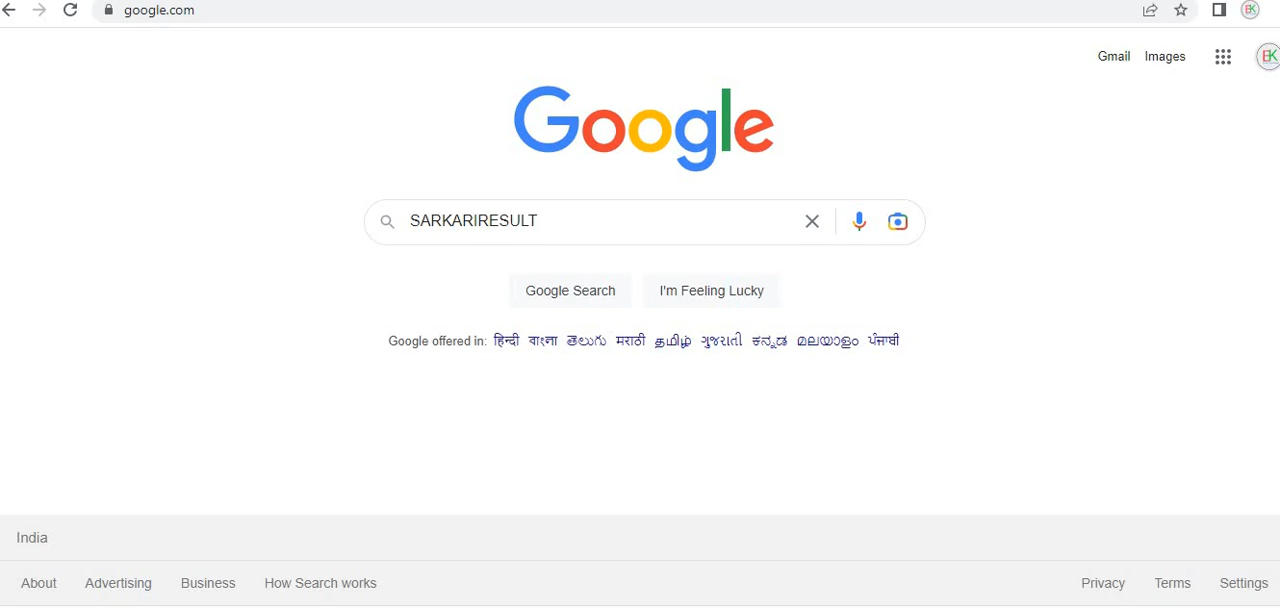 google.com
Gmail Images
Google
SARKARIRESULT
Google Search I'm Feeling Lucky
Google offered in: हिन्दी বাংলা తెలుగు मराठी தமிழ் ગુજરાતી ಕನ್ನಡ മലയാളം ਪੰਜਾਬੀ
India
About Advertising Business How Search works Privacy Terms Settings